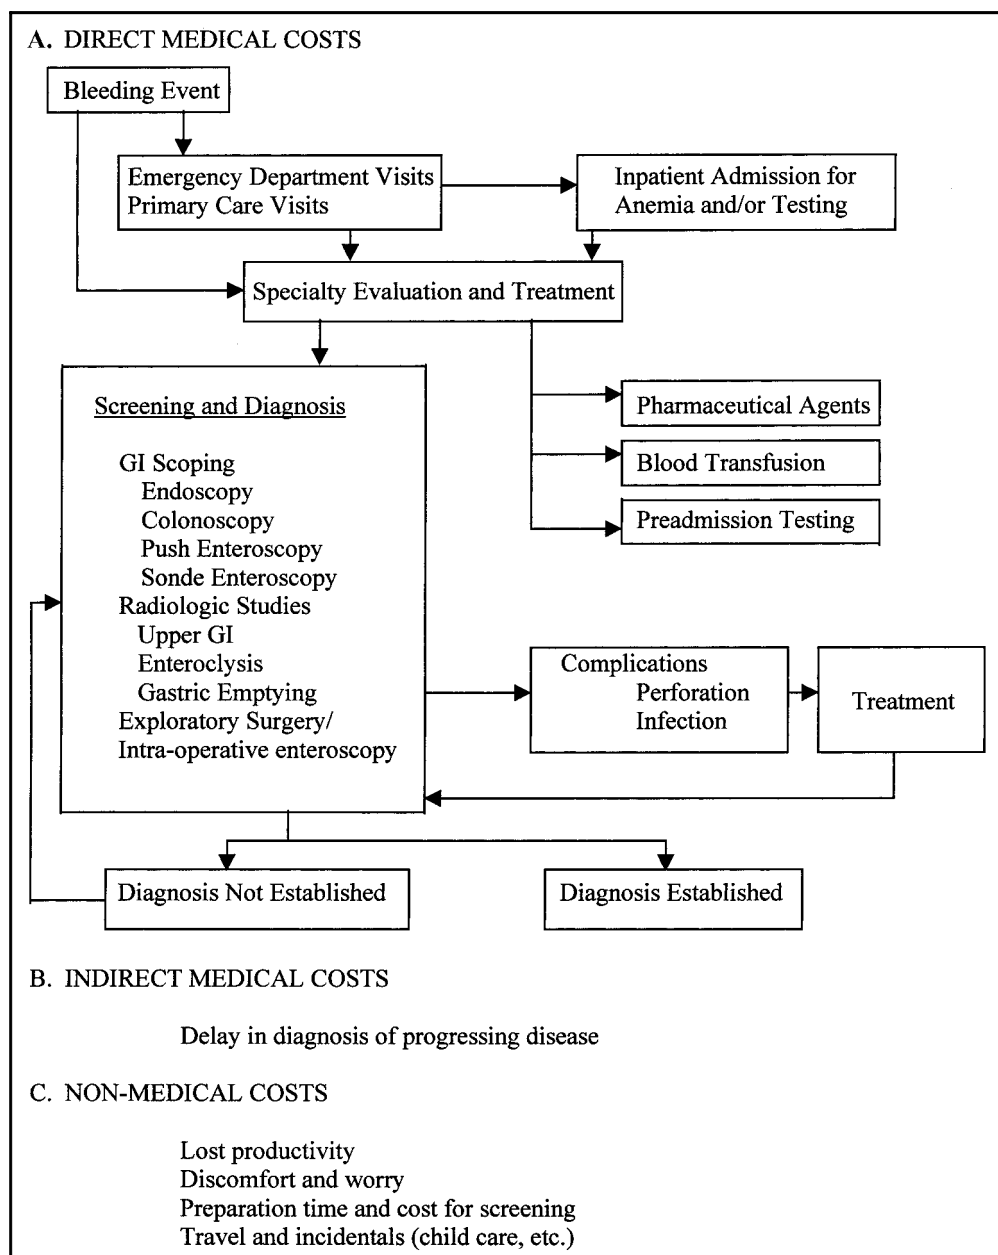 A. DIRECT MEDICAL COSTS
Bleeding Event
Emergency Department Visits
Primary Care Visits
Inpatient Admission for
Anemia and/or Testing
Specialty Evaluation and Treatment
Screening and Diagnosis
GI Scoping
Endoscopy
Colonoscopy
Push Enteroscopy
Sonde Enteroscopy
Radiologic Studies
Upper GI
Enteroclysis
Gastric Emptying
Exploratory Surgery/
Intra-operative enteroscopy
Pharmaceutical Agents
Blood Transfusion
Preadmission Testing
Complications
Perforation
Infection
Treatment
Diagnosis Not Established
Diagnosis Established
B. INDIRECT MEDICAL COSTS
Delay in diagnosis of progressing disease
C. NON-MEDICAL COSTS
Lost productivity
Discomfort and worry
Preparation time and cost for screening
Travel and incidentals (child care, etc.)